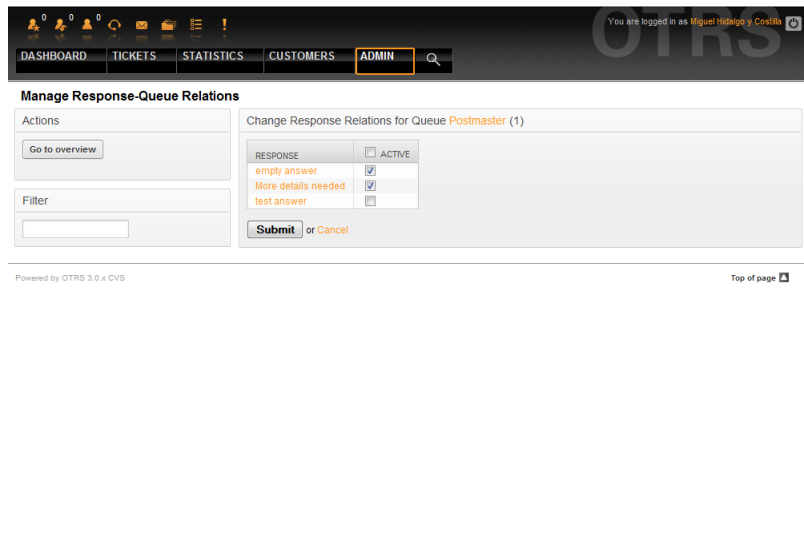 0 0 0
You are logged in as Miguel Hidalgo y Costilla
OTRS
DASHBOARD TICKETS STATISTICS CUSTOMERS ADMIN
Manage Response-Queue Relations
Actions
Go to overview
Filter
Change Response Relations for Queue Postmaster (1)
RESPONSE ACTIVE
empty answer
More details needed
test answer
Submit or Cancel
Powered by OTRS 3.0.x CVS
Top of page